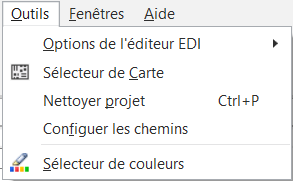 Outils Fenêtres Aide
Options de l'éditeur EDI
Sélecteur de Carte
Nettoyer projet Ctrl+P
Configuer les chemins
Sélecteur de couleurs